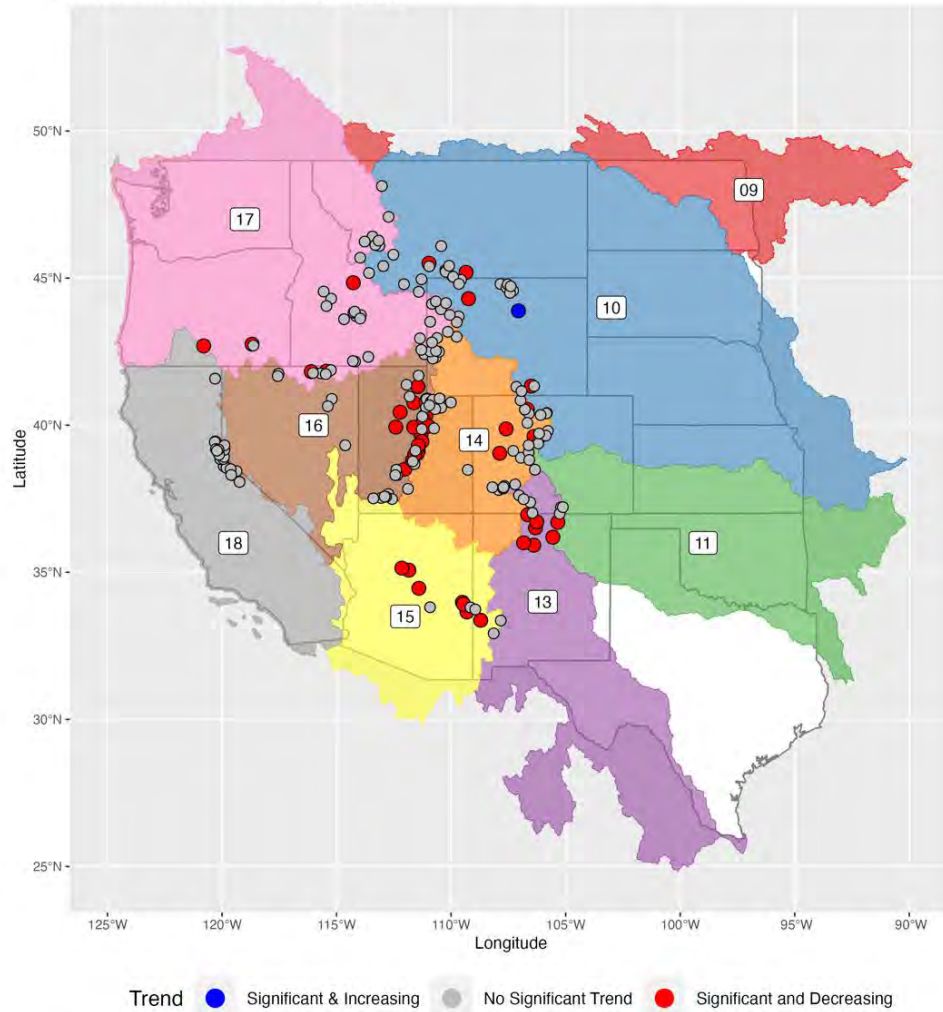 50°N
09
17
45°N
10
40°N
16
14
18
11
35°N
13
15
30°N
25°N
Latitude
125°W 120°W 115°W 110°W 105°W 100°W 95°W 90°W
Longitude
Trend Significant & Increasing No Significant Trend Significant and Decreasing